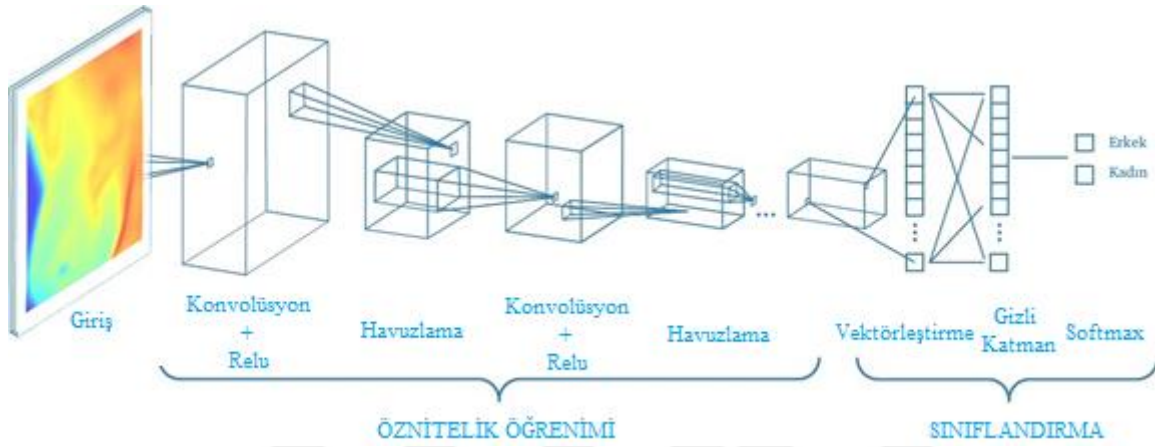 Erkek
Kadın
Giriş
Konvolüsyon
+
Relu
Havuzlama
Konvolüsyon
+
Relu
Havuzlama
Vektörleştirme
Gizli
Katman
Softmax
ÖZNİTELİK ÖĞRENİMİ
SINIFLANDIRMA